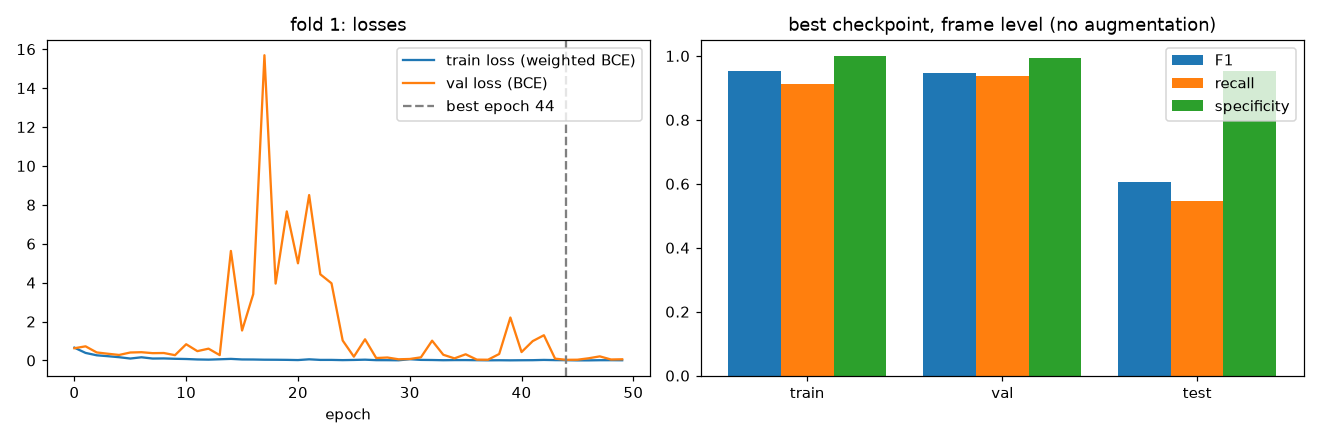 fold 1: losses
16
14
12
10
8
6
4
2
0
train loss (weighted BCE)
val loss (BCE)
best epoch 44
0
10
20
30
40
50
epoch
best checkpoint, frame level (no augmentation)
1.0
0.8
0.6
0.4
0.2
0.0
F1
recall
specificity
train
val
test